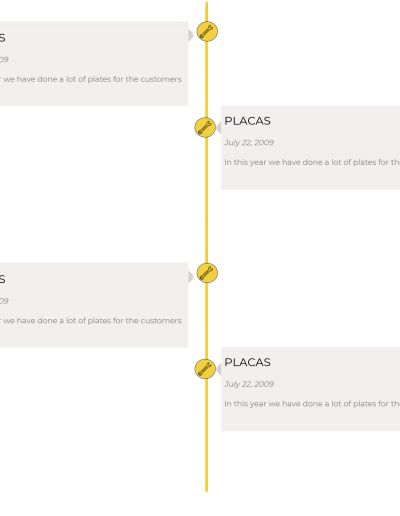 S
09
we have done a lot of plates for the customers
PLACAS
July 22, 2009
In this year we have done a lot of plates for
S
09
we have done a lot of plates for the customers
PLACAS
July 22, 2009
In this year we have done a lot of plates for